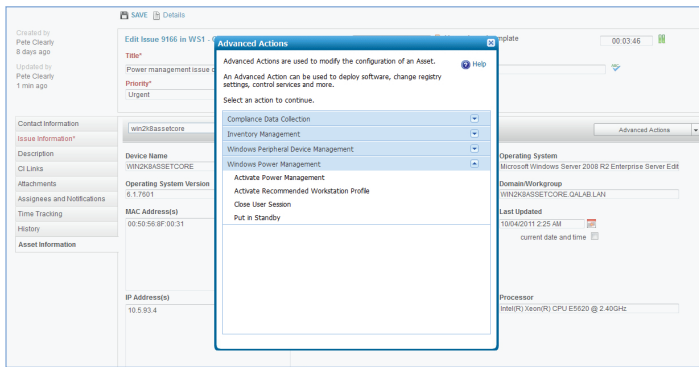 SAVE Details
Created by
Pete Clearly
8 days ago
Updated by
Pete Clearly
1 min ago
Edit Issue 9166 in WS1 -
mplate
00:03:46
Title*
Power management issue
Priority*
Urgent
Advanced Actions
Advanced Actions are used to modify the configuration of an Asset.
Help
An Advanced Action can be used to deploy software, change registry
settings, control services and more.
Select an action to continue.
Compliance Data Collection
Inventory Management
Windows Peripheral Device Management
Windows Power Management
Activate Power Management
Activate Recommended Workstation Profile
Close User Session
Put in Standby
Contact Information
Issue Information*
Description
CI Links
Attachments
Assignees and Notifications
Time Tracking
History
Asset Information
win2k8assetcore
Advanced Actions
Device Name
WIN2K8ASSETCORE
Operating System
Microsoft Windows Server 2008 R2 Enterprise Server Edit
Operating System Version
6.1.7601
Domain/Workgroup
WIN2K8ASSETCORE.QALAB.LAN
MAC Address(s)
00:50:56:8F:00:31
Last Updated
10/04/2011 2:25 AM
current date and time
IP Address(s)
10.5.93.4
Processor
Intel(R) Xeon(R) CPU E5620 @ 2.40GHz